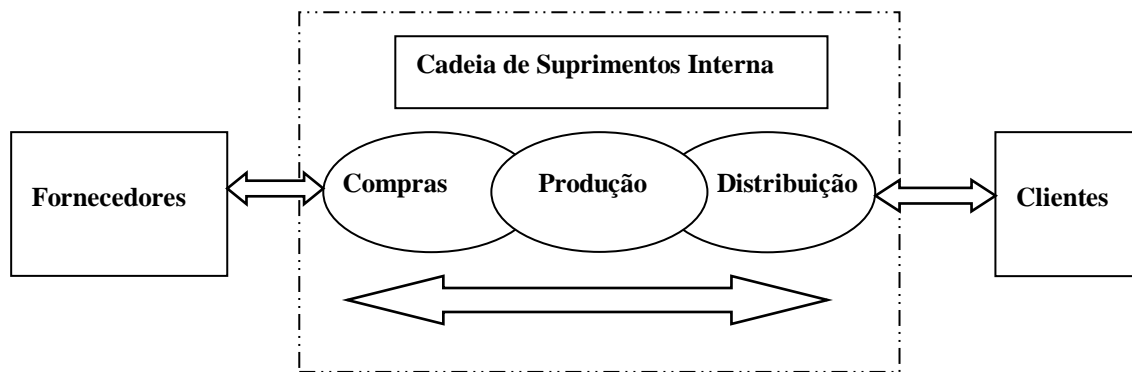 Cadeia de Suprimentos Interna
Fornecedores
Compras
Produção
Distribuição
Clientes